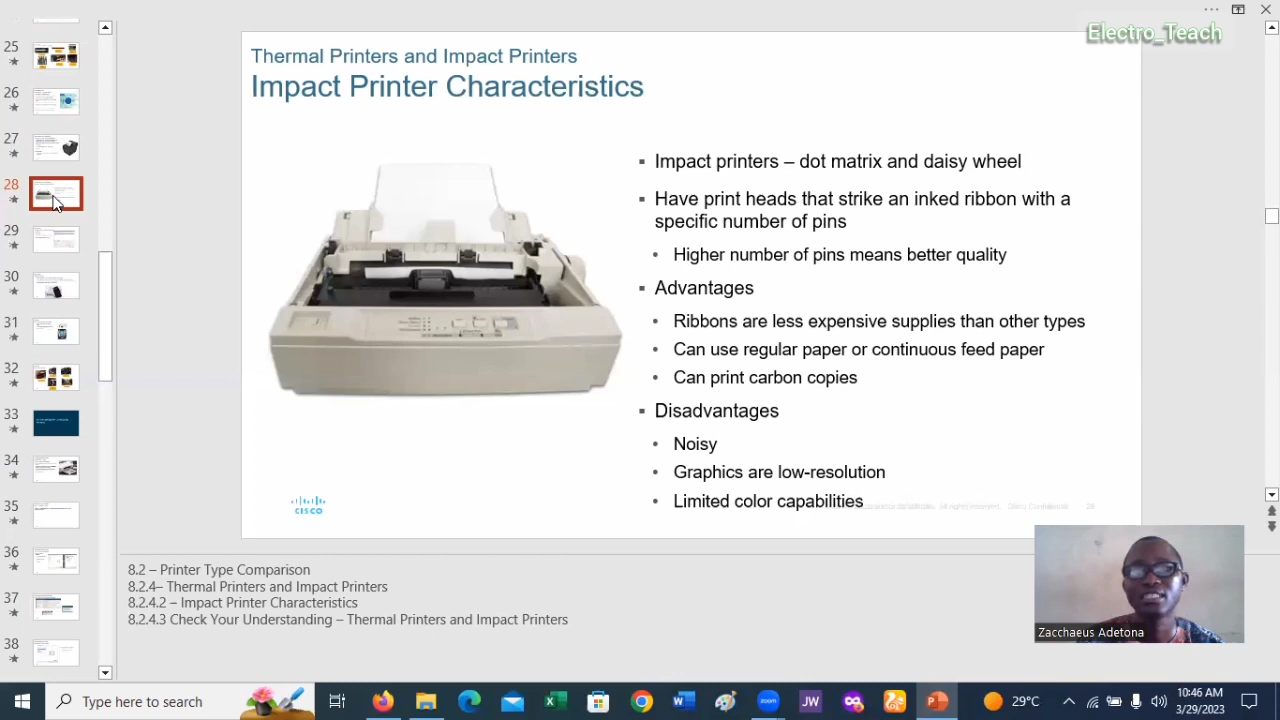 Electro_Teach
Thermal Printers and Impact Printers
Impact Printer Characteristics
▪ Impact printers – dot matrix and daisy wheel
▪ Have print heads that strike an inked ribbon with a
specific number of pins
• Higher number of pins means better quality
▪ Advantages
• Ribbons are less expensive supplies than other types
• Can use regular paper or continuous feed paper
• Can print carbon copies
▪ Disadvantages
• Noisy
• Graphics are low-resolution
• Limited color capabilities
CISCO
28
25
26
27
28
29
30
31
32
33
34
35
36
37
38
8.2 – Printer Type Comparison
8.2.4– Thermal Printers and Impact Printers
8.2.4.2 – Impact Printer Characteristics
8.2.4.3 Check Your Understanding – Thermal Printers and Impact Printers
Zacchaeus Adetona
Type here to search
zoom
JW
29°C
10:46 AM
3/29/2023